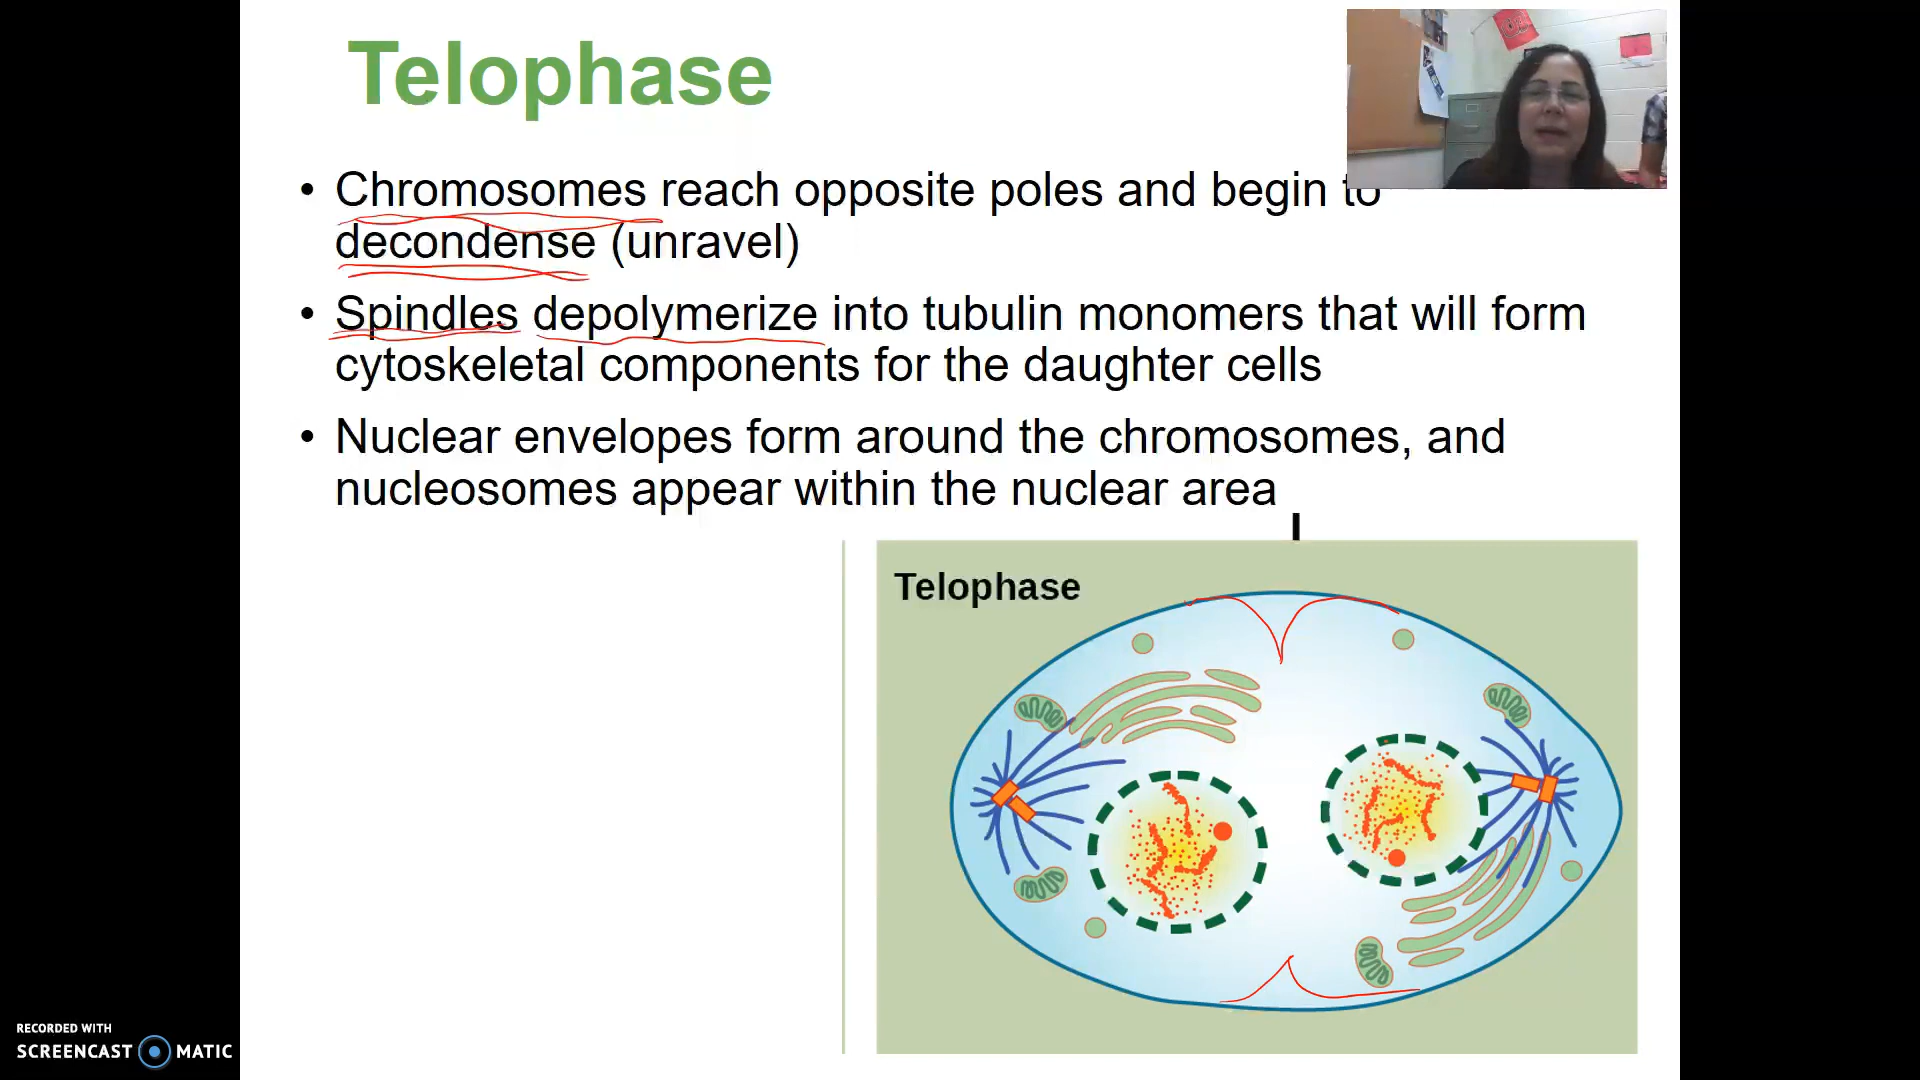 Telophase
• Chromosomes reach opposite poles and begin to
decondense (unravel)
• Spindles depolymerize into tubulin monomers that will form
cytoskeletal components for the daughter cells
• Nuclear envelopes form around the chromosomes, and
nucleosomes appear within the nuclear area
Telophase
RECORDED WITH
SCREENCAST MATIC